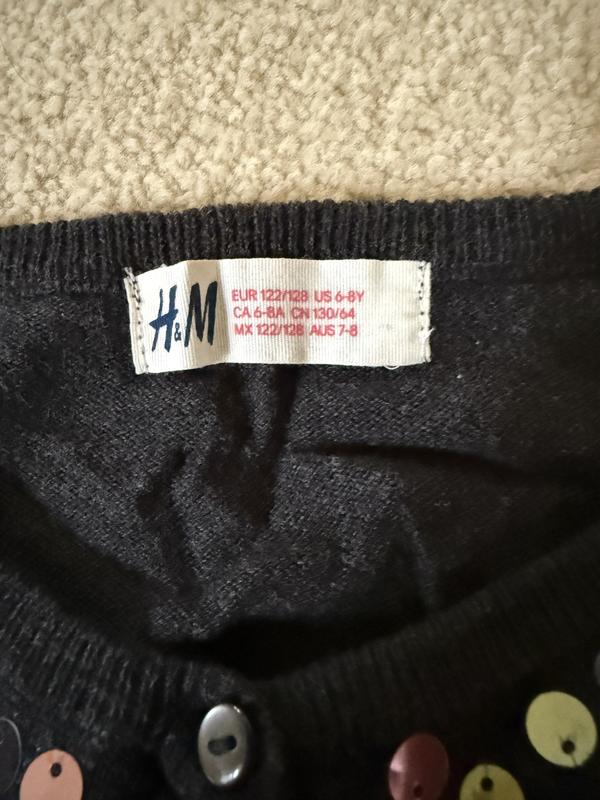 H&M
EUR 122/128 US 6-8Y
CA 6-8A CN 130/64
MX 122/128 AUS 7-8